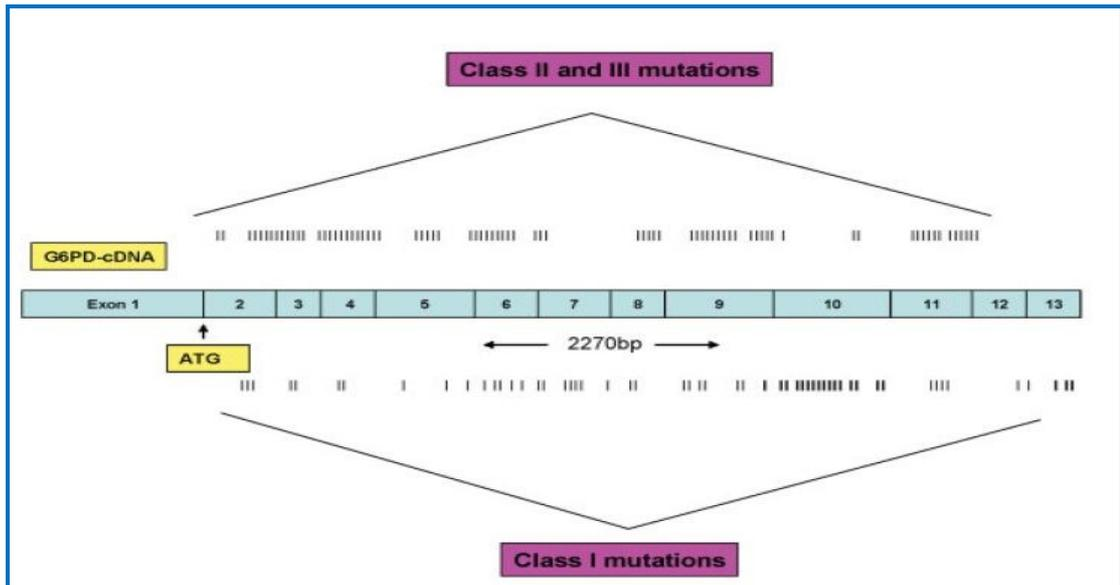 Class II and III mutations
G6PD-cDNA
Exon 1 2 3 4 5 6 7 8 9 10 11 12 13
2270bp
ATG
Class I mutations